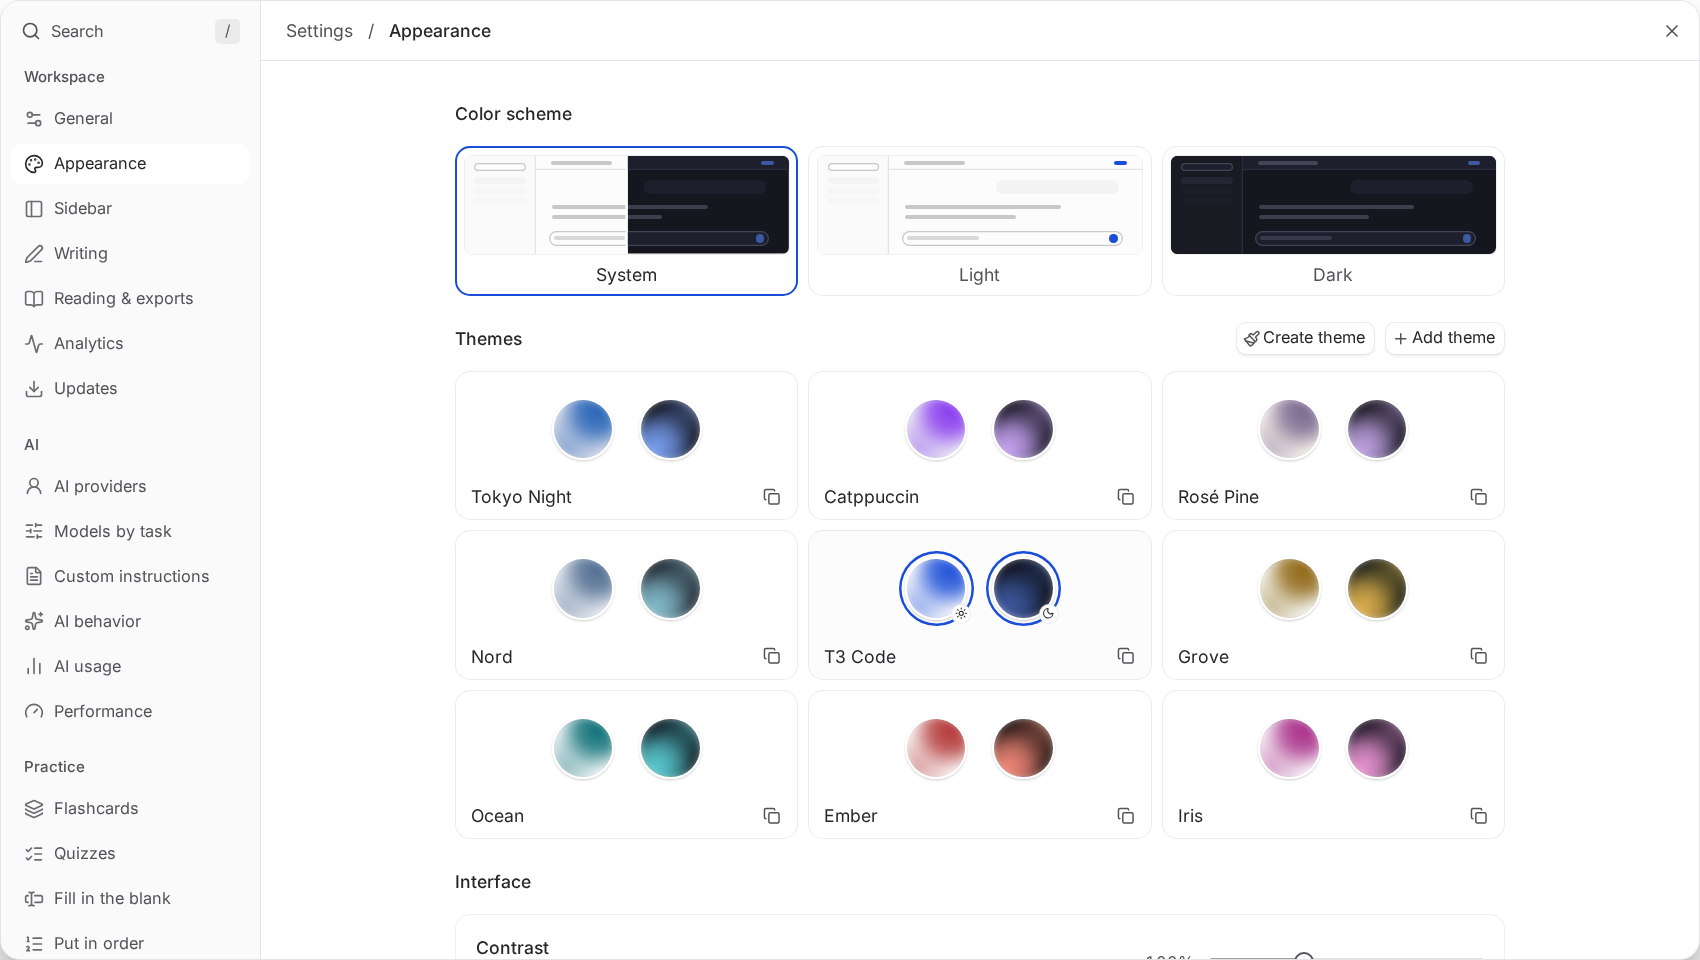 Search
/
Workspace
General
Appearance
Sidebar
Writing
Reading & exports
Analytics
Updates
AI
AI providers
Models by task
Custom instructions
AI behavior
AI usage
Performance
Practice
Flashcards
Quizzes
Fill in the blank
Put in order
Settings / Appearance
Color scheme
System
Light
Dark
Themes
Create theme
Add theme
Tokyo Night
Catppuccin
Rosé Pine
Nord
T3 Code
Grove
Ocean
Ember
Iris
Interface
Contrast